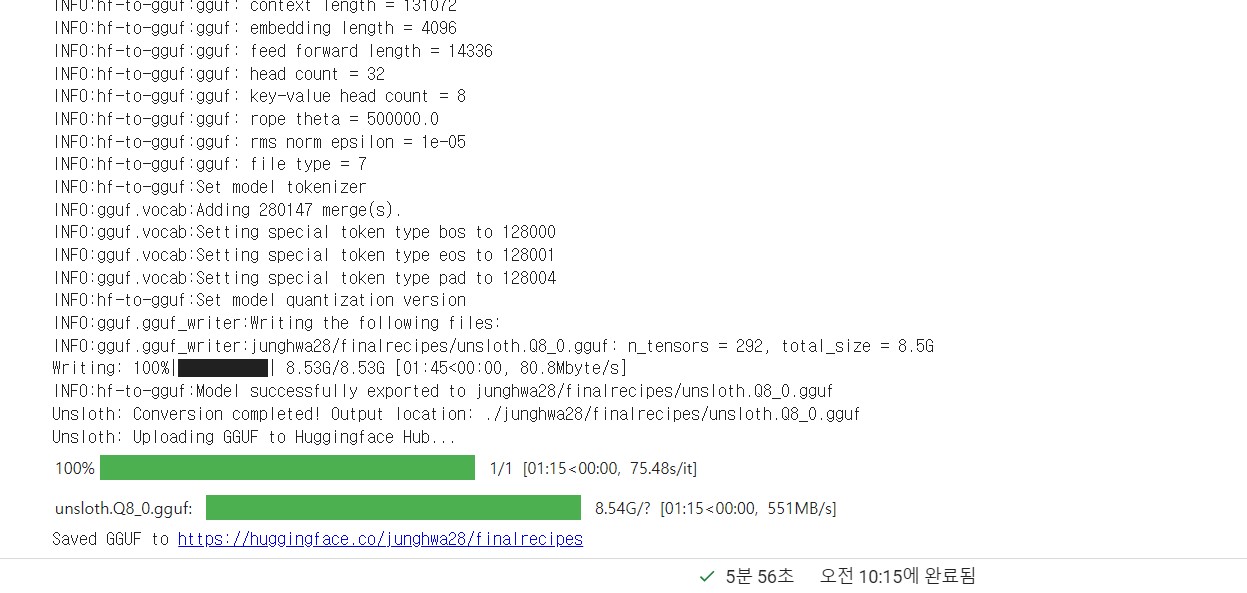 INFO:hf-to-gguf:gguf: context length = 131072
INFO:hf-to-gguf:gguf: embedding length = 4096
INFO:hf-to-gguf:gguf: feed forward length = 14336
INFO:hf-to-gguf:gguf: head count = 32
INFO:hf-to-gguf:gguf: key-value head count = 8
INFO:hf-to-gguf:gguf: rope theta = 500000.0
INFO:hf-to-gguf:gguf: rms norm epsilon = 1e-05
INFO:hf-to-gguf:gguf: file type = 7
INFO:hf-to-gguf:Set model tokenizer
INFO:gguf.vocab:Adding 280147 merge(s).
INFO:gguf.vocab:Setting special token type bos to 128000
INFO:gguf.vocab:Setting special token type eos to 128001
INFO:gguf.vocab:Setting special token type pad to 128004
INFO:hf-to-gguf:Set model quantization version
INFO:gguf.gguf_writer:Writing the following files:
INFO:gguf.gguf_writer:junghwa28/finalrecipes/unsloth.Q8_0.gguf: n_tensors = 292, total_size = 8.5G
Writing: 100%|██████████| 8.53G/8.53G [01:45<00:00, 80.8Mbyte/s]
INFO:hf-to-gguf:Model successfully exported to junghwa28/finalrecipes/unsloth.Q8_0.gguf
Unsloth: Conversion completed! Output location: ./junghwa28/finalrecipes/unsloth.Q8_0.gguf
Unsloth: Uploading GGUF to Huggingface Hub...
100% 1/1 [01:15<00:00, 75.48s/it]
unsloth.Q8_0.gguf: 8.54G/? [01:15<00:00, 551MB/s]
Saved GGUF to https://huggingface.co/junghwa28/finalrecipes
✓ 5분 56초 오전 10:15에 완료됨